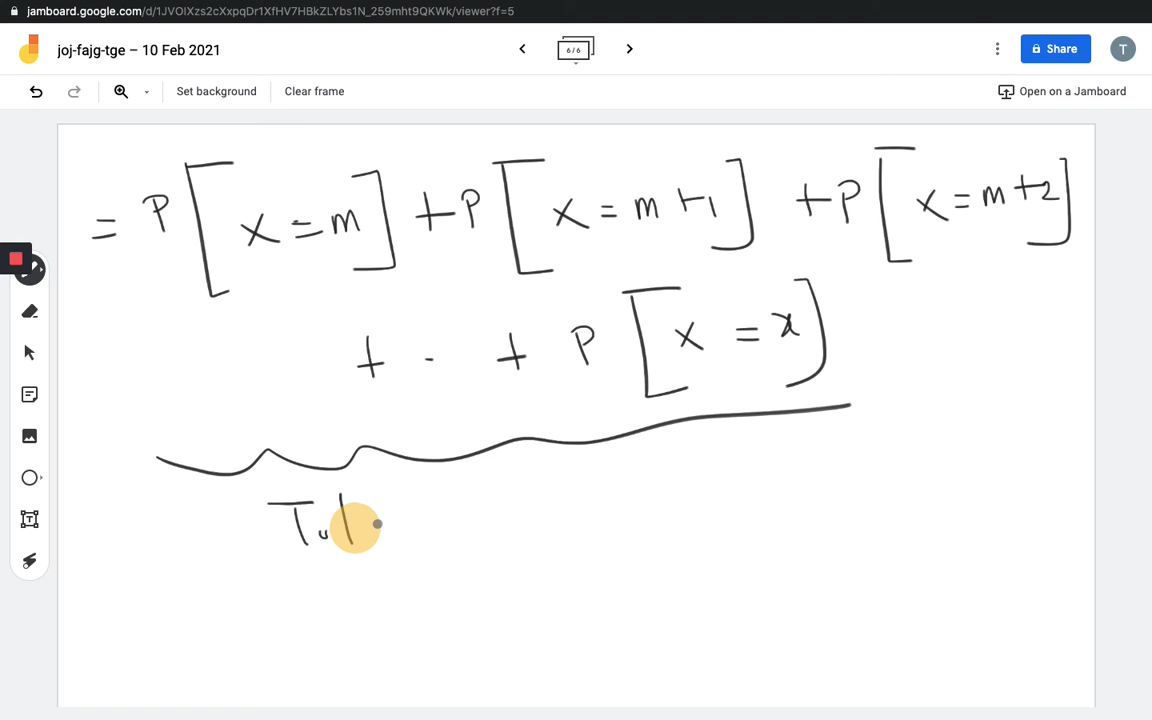 jamboard.google.com/d/1JVOIXzs2cXxpqDr1XfHV7HBkZLYbs1N_259mht9QKWk/viewer?f=5
joj-fajg-tge – 10 Feb 2021
6/6
Share
T
Set background
Clear frame
Open on a Jamboard
= P[x = m] + P[x = m + 1] + P[x = m + 2]
+ - + P[x = x]